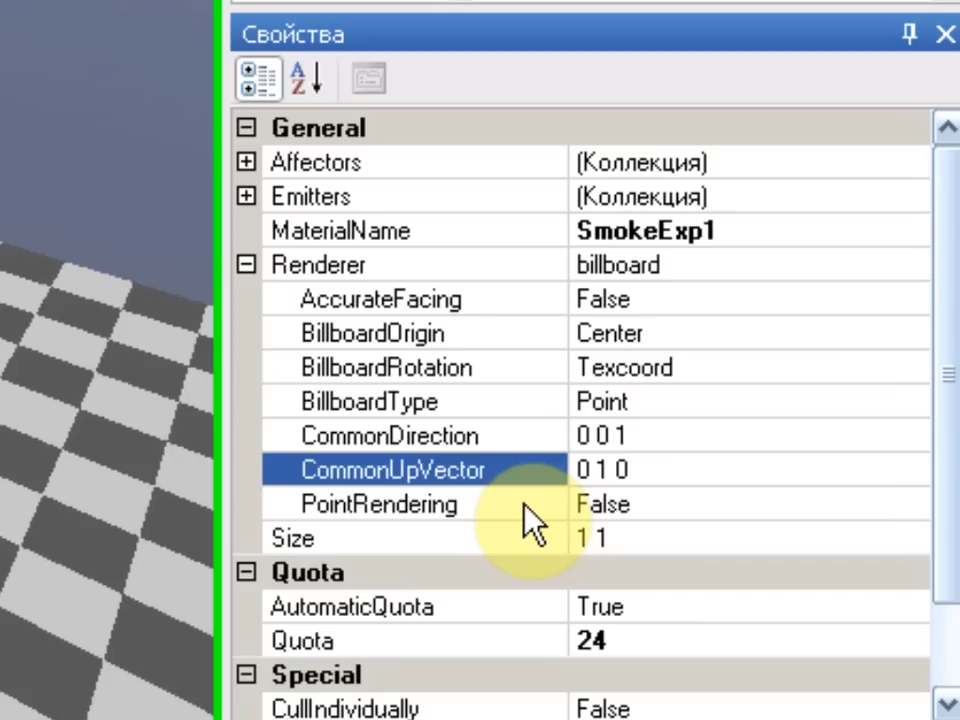 Свойства
General
Affectors (Коллекция)
Emitters (Коллекция)
MaterialName SmokeExp1
Renderer billboard
AccurateFacing False
BillboardOrigin Center
BillboardRotation Texcoord
BillboardType Point
CommonDirection 0 0 1
CommonUpVector 0 1 0
PointRendering False
Size 1 1
Quota
AutomaticQuota True
Quota 24
Special
CullIndividually False